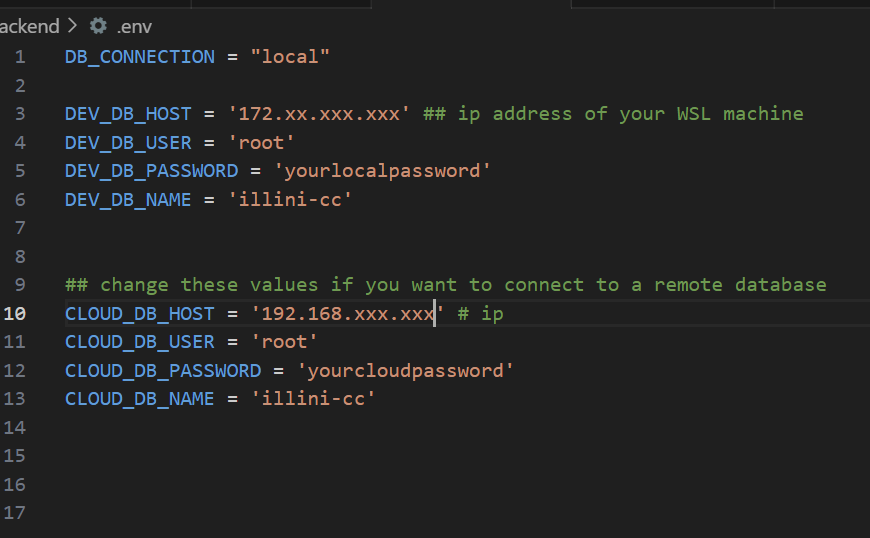 ackend > .env
1 DB_CONNECTION = "local"
2
3 DEV_DB_HOST = '172.xx.xxx.xxx' ## ip address of your WSL machine
4 DEV_DB_USER = 'root'
5 DEV_DB_PASSWORD = 'yourlocalpassword'
6 DEV_DB_NAME = 'illini-cc'
7
8
9 ## change these values if you want to connect to a remote database
10 CLOUD_DB_HOST = '192.168.xxx.xxx' # ip
11 CLOUD_DB_USER = 'root'
12 CLOUD_DB_PASSWORD = 'yourcloudpassword'
13 CLOUD_DB_NAME = 'illini-cc'
14
15
16
17